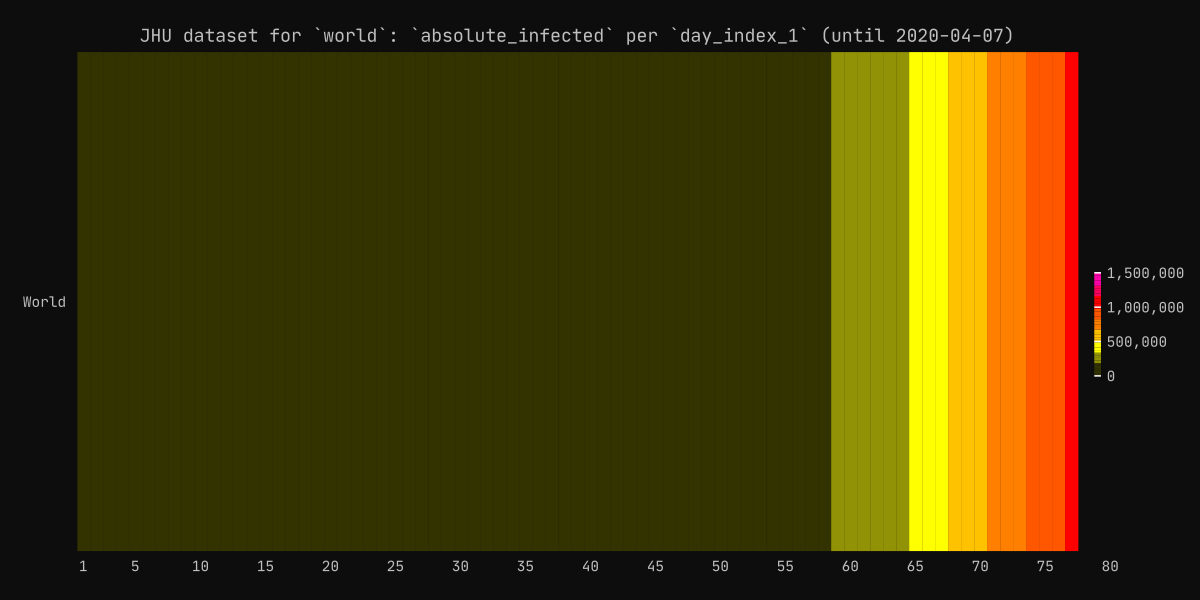 JHU dataset for `world`: `absolute_infected` per `day_index_1` (until 2020-04-07)
World
1,500,000
1,000,000
500,000
0
1 5 10 15 20 25 30 35 40 45 50 55 60 65 70 75 80